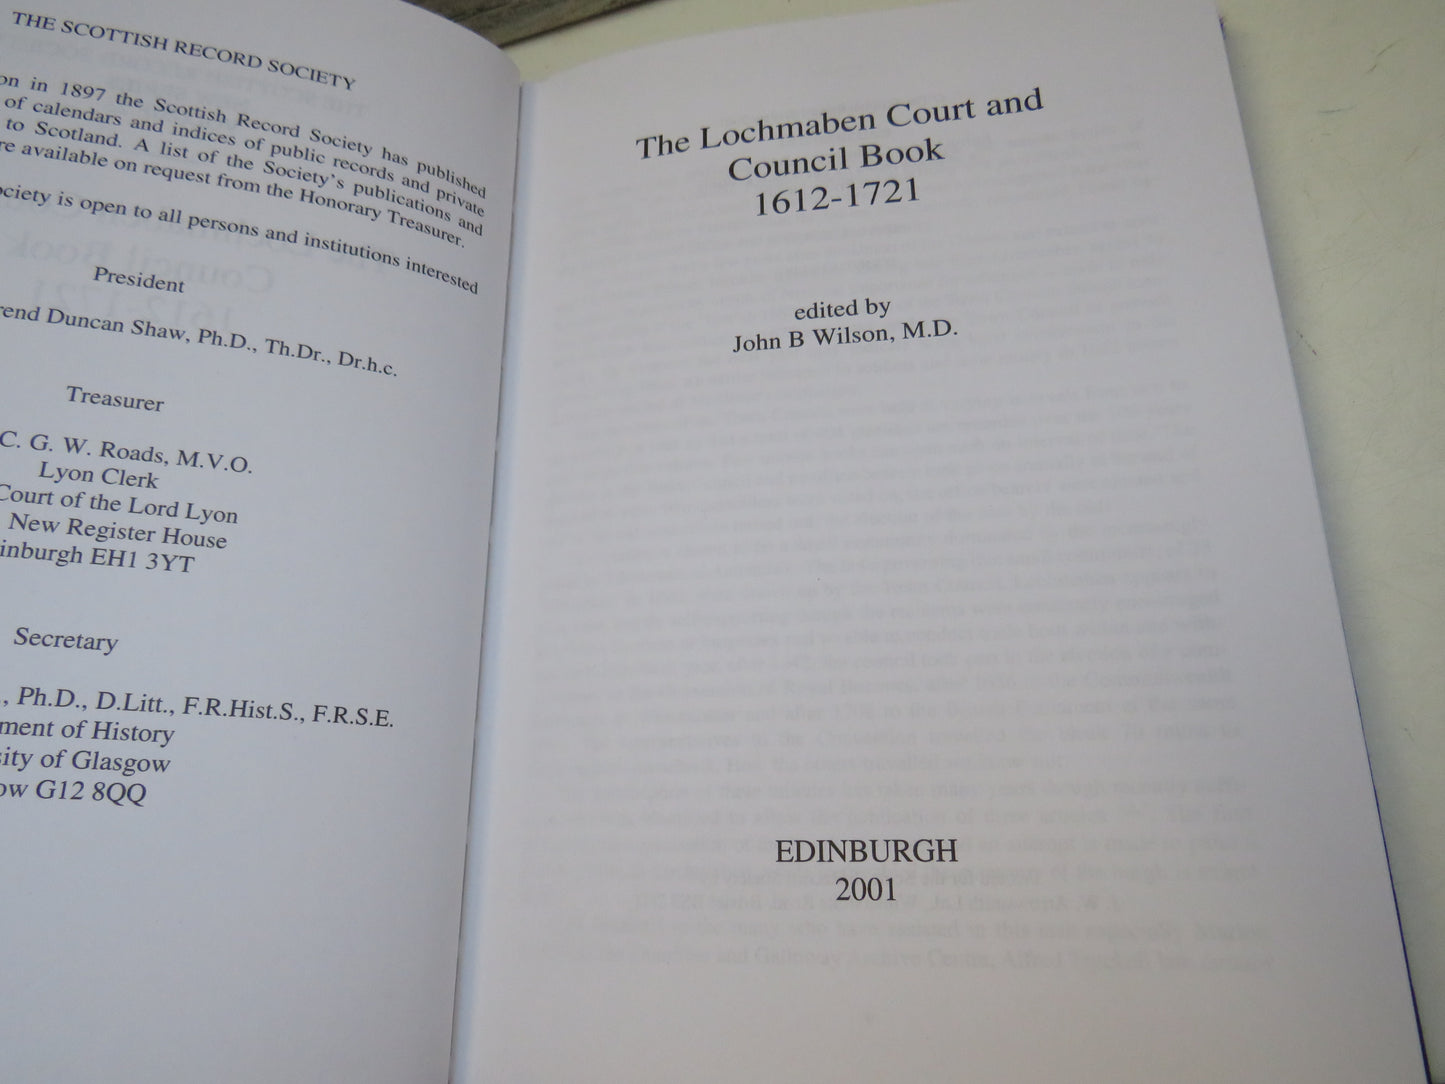 THE SCOTTISH RECORD SOCIETY
on in 1897 the Scottish Record Society has published
of calendars and indices of public records and private
to Scotland. A list of the Society's publications and
re available on request from the Honorary Treasurer.
ociety is open to all persons and institutions interested
President
rend Duncan Shaw, Ph.D., Th.Dr., Dr.h.c.
Treasurer
C. G. W. Roads, M.V.O.
Lyon Clerk
Court of the Lord Lyon
New Register House
inburgh EH1 3YT
Secretary
., Ph.D., D.Litt., F.R.Hist.S., F.R.S.E.
ment of History
sity of Glasgow
ow G12 8QQ
The Lochmaben Court and
Council Book
1612-1721
edited by
John B Wilson, M.D.
EDINBURGH
2001